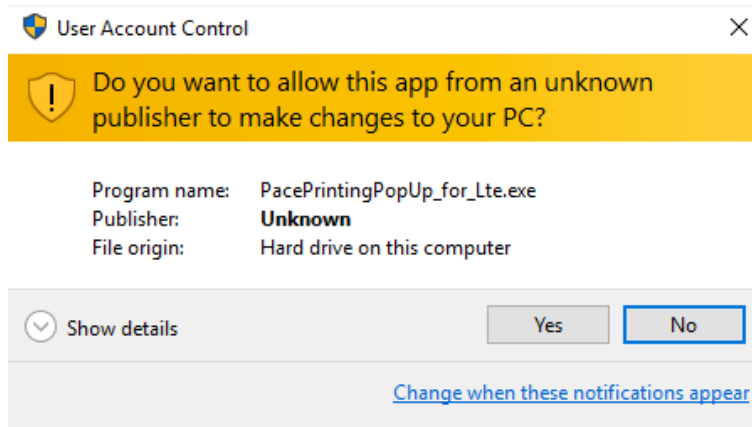 User Account Control
Do you want to allow this app from an unknown
publisher to make changes to your PC?
Program name: PacePrintingPopUp_for_Lte.exe
Publisher: Unknown
File origin: Hard drive on this computer
Show details Yes No
Change when these notifications appear